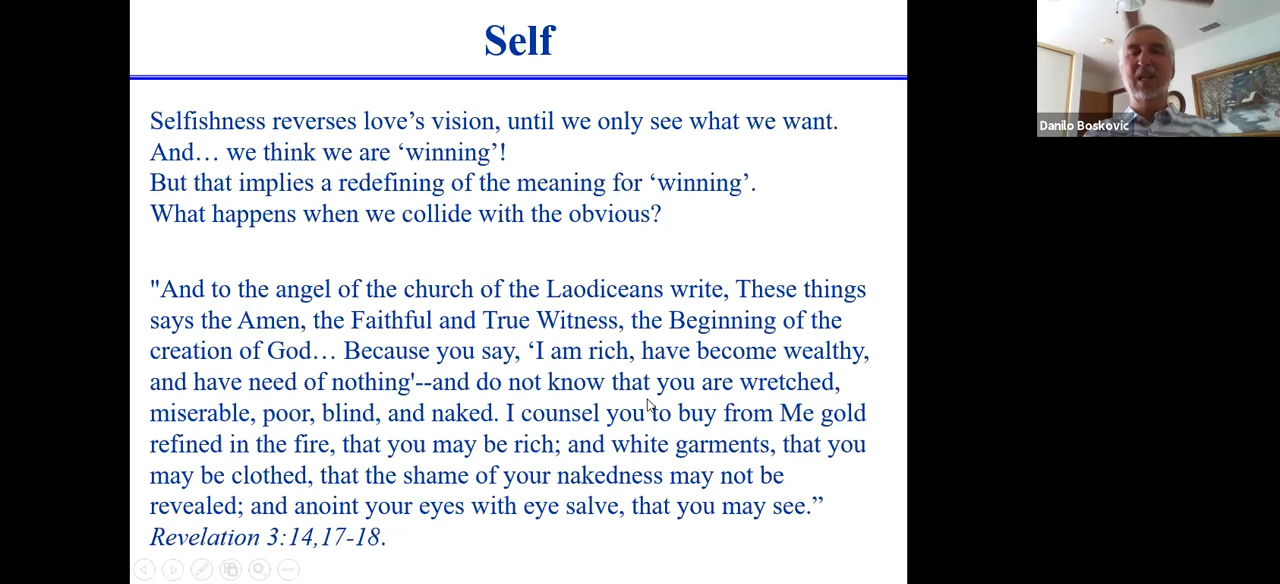 Self
Selfishness reverses love’s vision, until we only see what we want.
And… we think we are ‘winning’!
But that implies a redefining of the meaning for ‘winning’.
What happens when we collide with the obvious?
"And to the angel of the church of the Laodiceans write, These things
says the Amen, the Faithful and True Witness, the Beginning of the
creation of God… Because you say, ‘I am rich, have become wealthy,
and have need of nothing'--and do not know that you are wretched,
miserable, poor, blind, and naked. I counsel you to buy from Me gold
refined in the fire, that you may be rich; and white garments, that you
may be clothed, that the shame of your nakedness may not be
revealed; and anoint your eyes with eye salve, that you may see.”
Revelation 3:14,17-18.
Danilo Boskovic